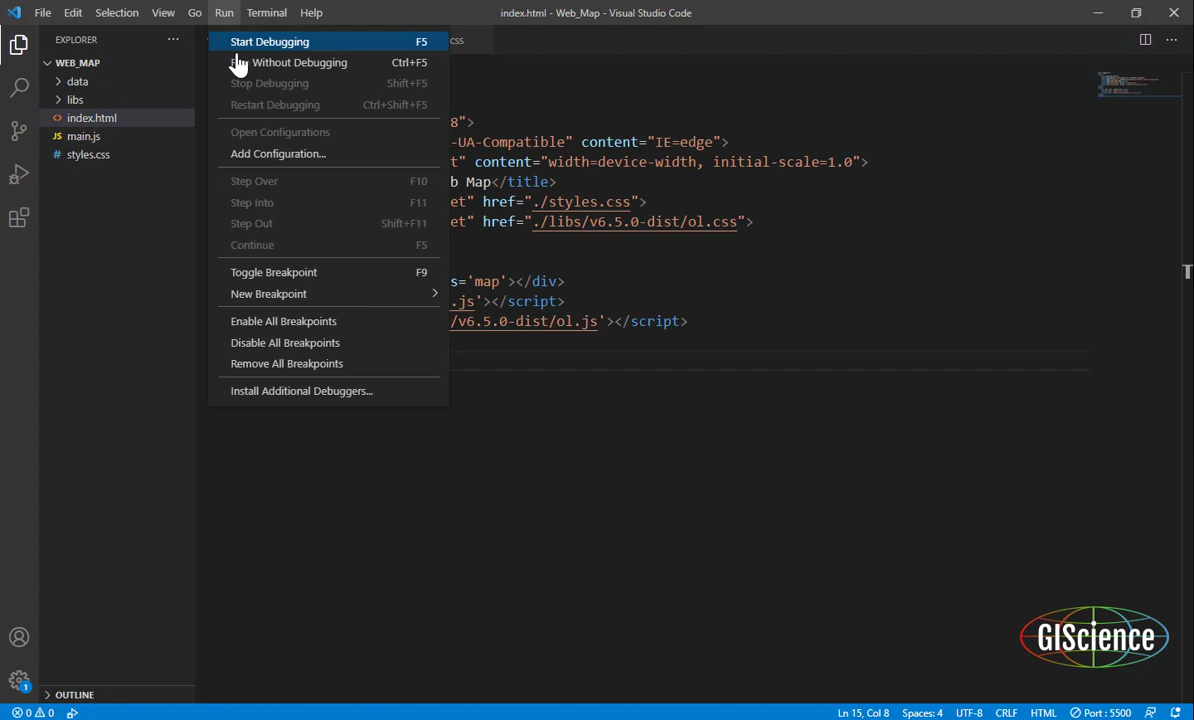 File Edit Selection View Go Run Terminal Help index.html - Web_Map - Visual Studio Code
EXPLORER
WEB_MAP
data
libs
index.html
main.js
styles.css
OUTLINE
css
Start Debugging F5
Without Debugging Ctrl+F5
Stop Debugging Shift+F5
Restart Debugging Ctrl+Shift+F5
Open Configurations
Add Configuration...
Step Over F10
Step Into F11
Step Out Shift+F11
Continue F5
Toggle Breakpoint F9
New Breakpoint
Enable All Breakpoints
Disable All Breakpoints
Remove All Breakpoints
Install Additional Debuggers...
8">
-UA-Compatible" content="IE=edge">
t" content="width=device-width, initial-scale=1.0">
b Map</title>
et" href="./styles.css">
et" href="./libs/v6.5.0-dist/ol.css">
s='map'></div>
.js'></script>
/v6.5.0-dist/ol.js'></script>
GIScience
1
0 0 Ln 15, Col 8 Spaces: 4 UTF-8 CRLF HTML Port : 5500